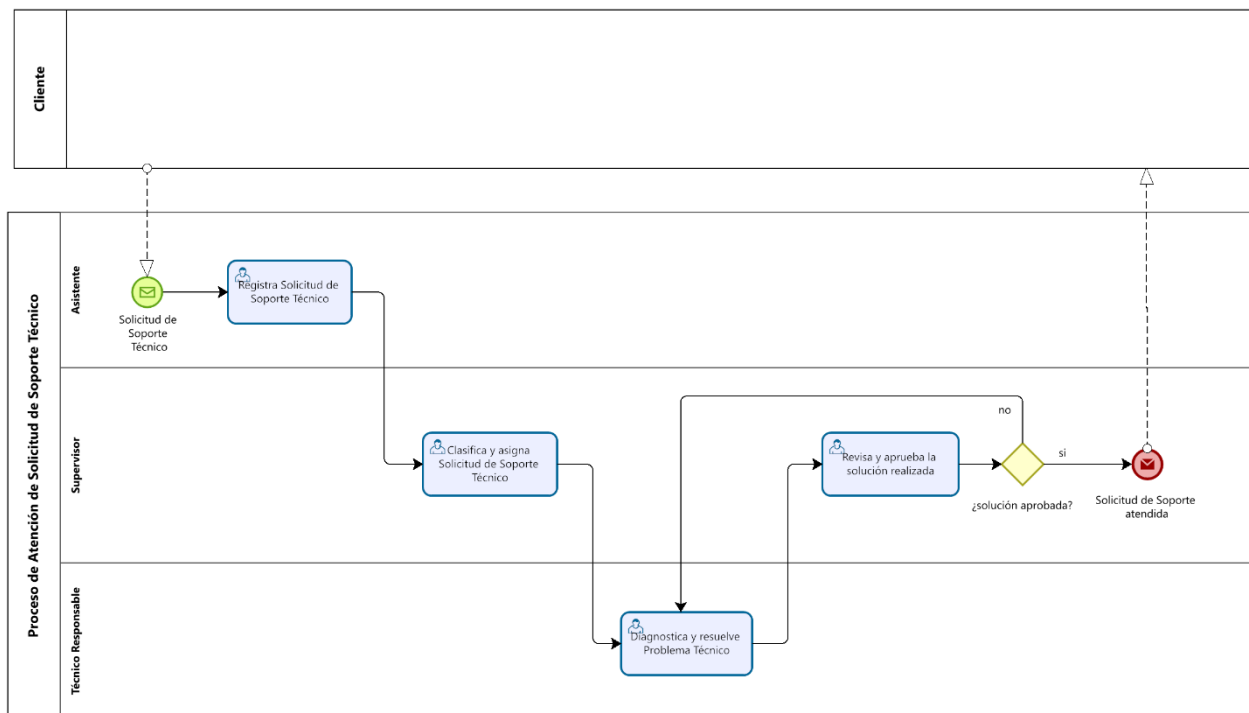 Cliente
Proceso de Atención de Solicitud de Soporte Técnico
Asistente
Solicitud de
Soporte
Técnico
Registra Solicitud de
Soporte Técnico
Supervisor
Clasifica y asigna
Solicitud de Soporte
Técnico
Revisa y aprueba la
solución realizada
no
si
¿solución aprobada?
Solicitud de Soporte
atendida
Técnico Responsable
Diagnostica y resuelve
Problema Técnico